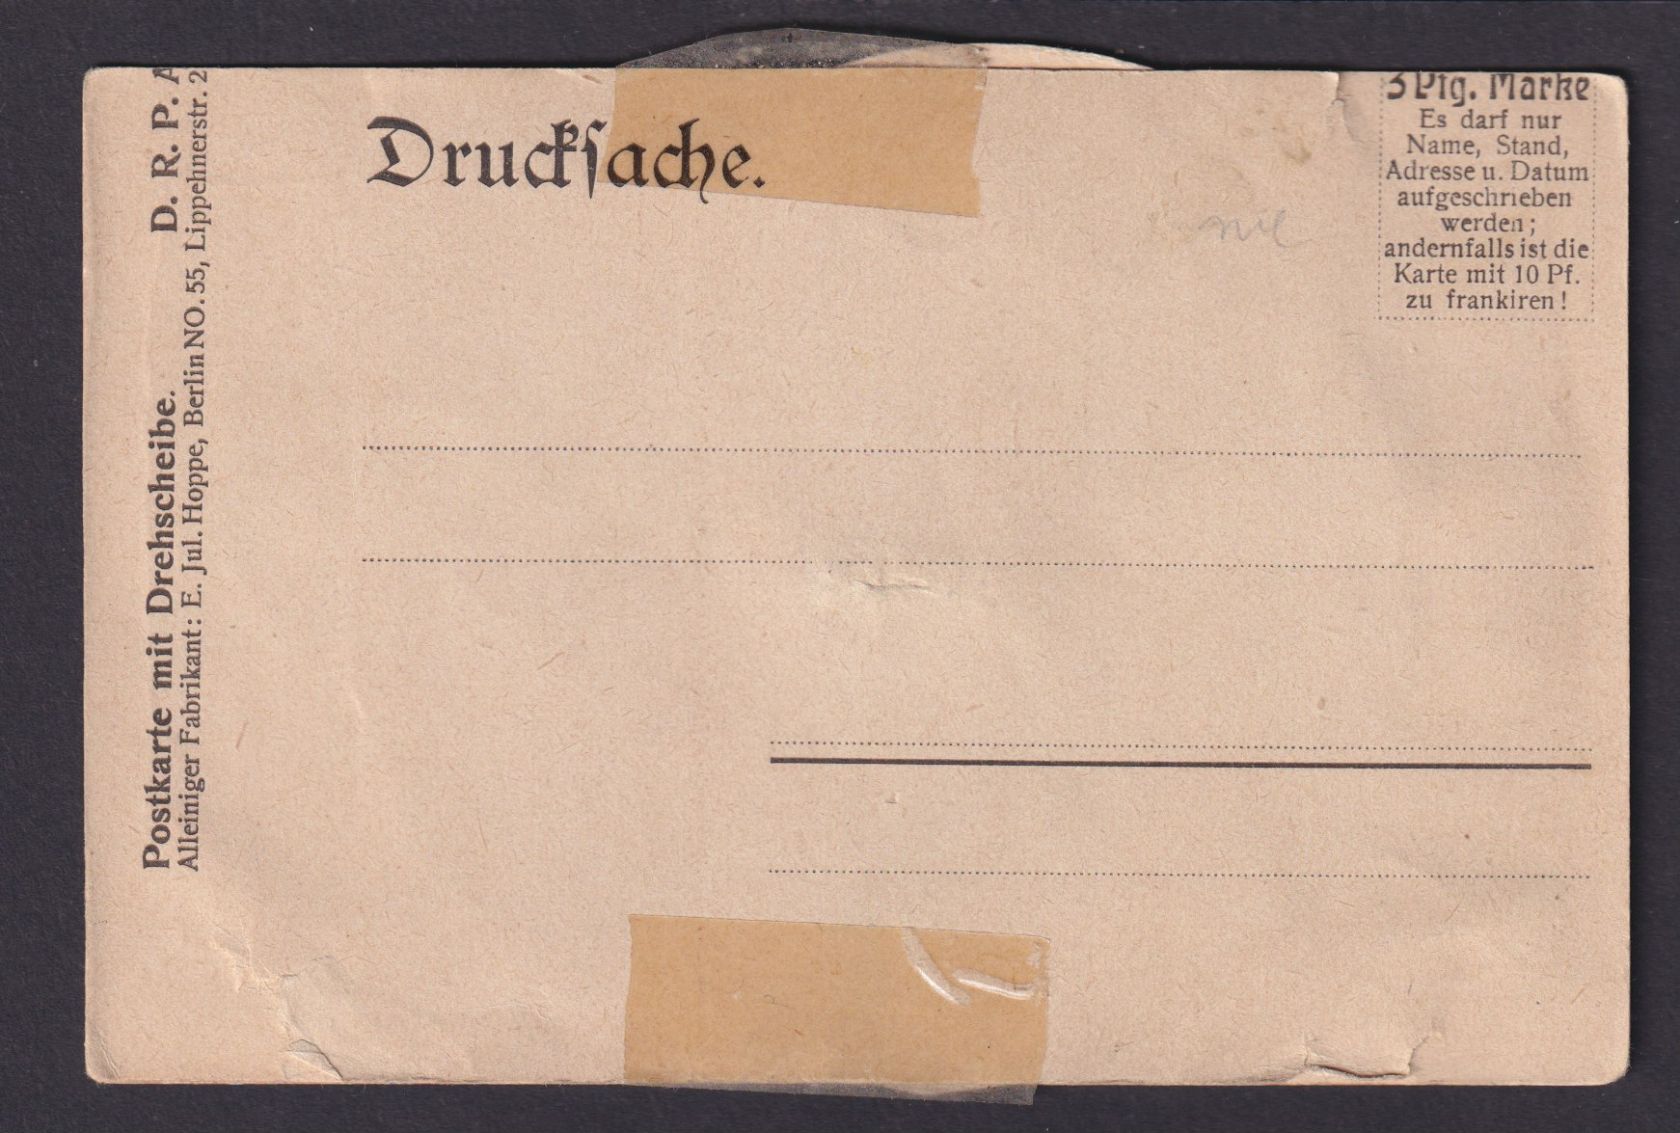 Drucksache.
3 Pfg. Marke
Es darf nur
Name, Stand,
Adresse u. Datum
aufgeschrieben
werden;
andernfalls ist die
Karte mit 10 Pf.
zu frankiren!
Postkarte mit Drehscheibe. D. R. P. A
Alleiniger Fabrikant: E. Jul. Hoppe, Berlin NO. 55, Lippehnerstr. 2